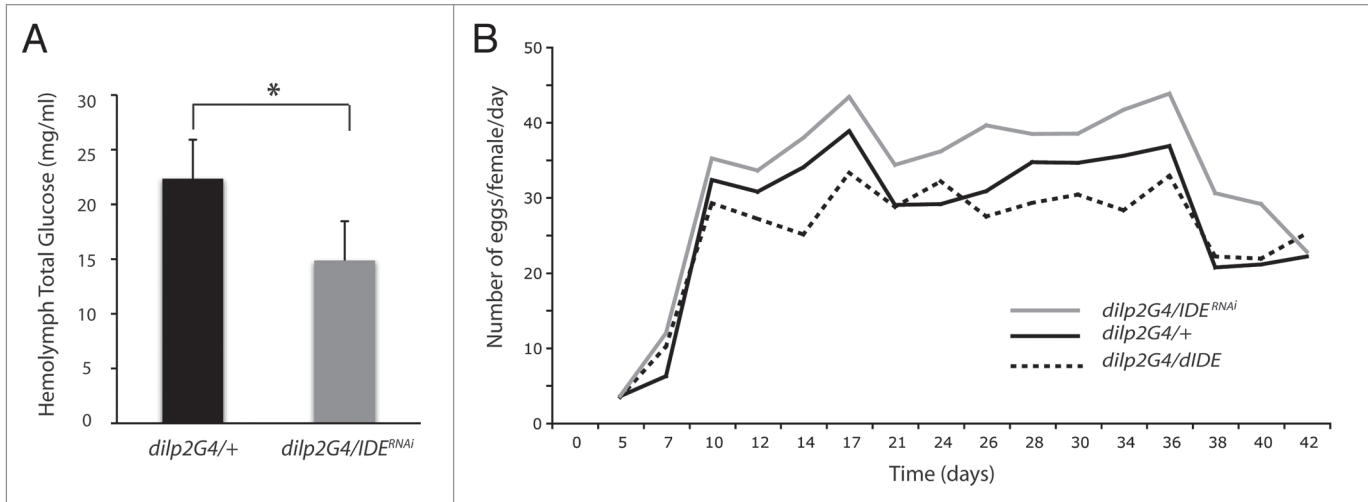 A
Hemolymph Total Glucose (mg/ml)
30
25
20
15
10
5
0
*
dilp2G4/+
dilp2G4/IDE^RNAi
B
Number of eggs/female/day
50
40
30
20
10
0
dilp2G4/IDE^RNAi
dilp2G4/+
dilp2G4/dIDE
0 5 7 10 12 14 17 21 24 26 28 30 34 36 38 40 42
Time (days)